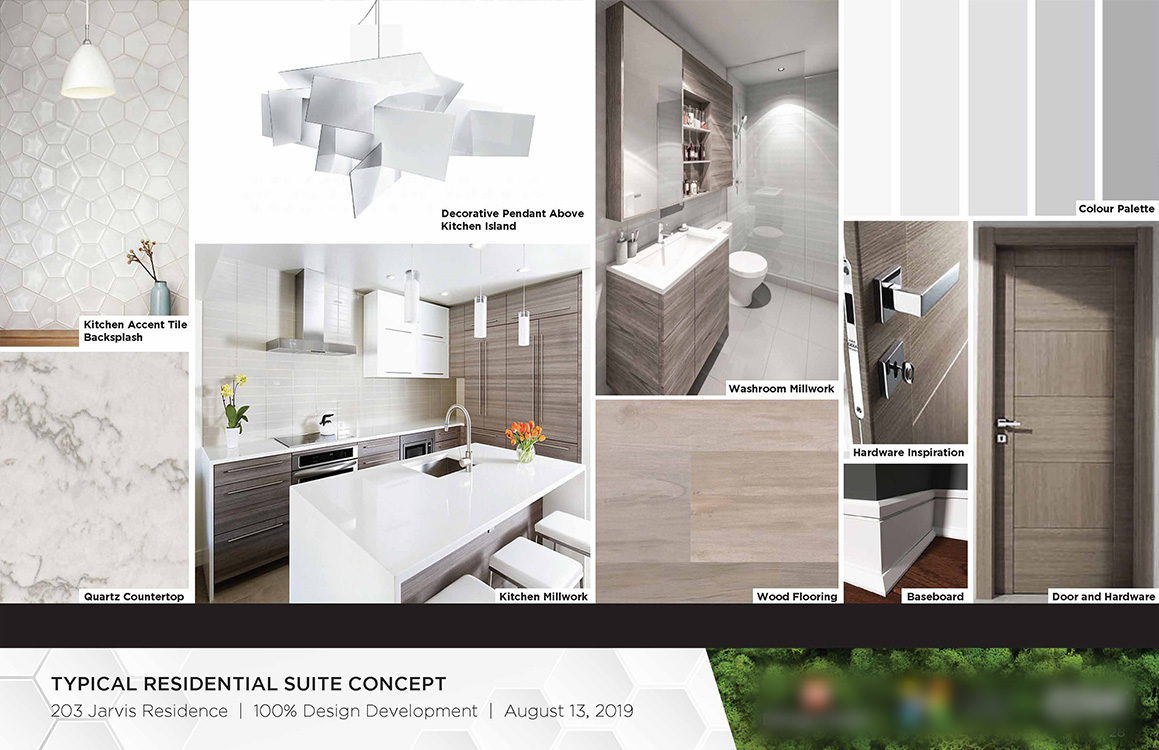 Decorative Pendant Above
Kitchen Island
Colour Palette
Kitchen Accent Tile
Backsplash
Washroom Millwork
Hardware Inspiration
Quartz Countertop
Kitchen Millwork
Wood Flooring
Baseboard
Door and Hardware
TYPICAL RESIDENTIAL SUITE CONCEPT
203 Jarvis Residence | 100% Design Development | August 13, 2019